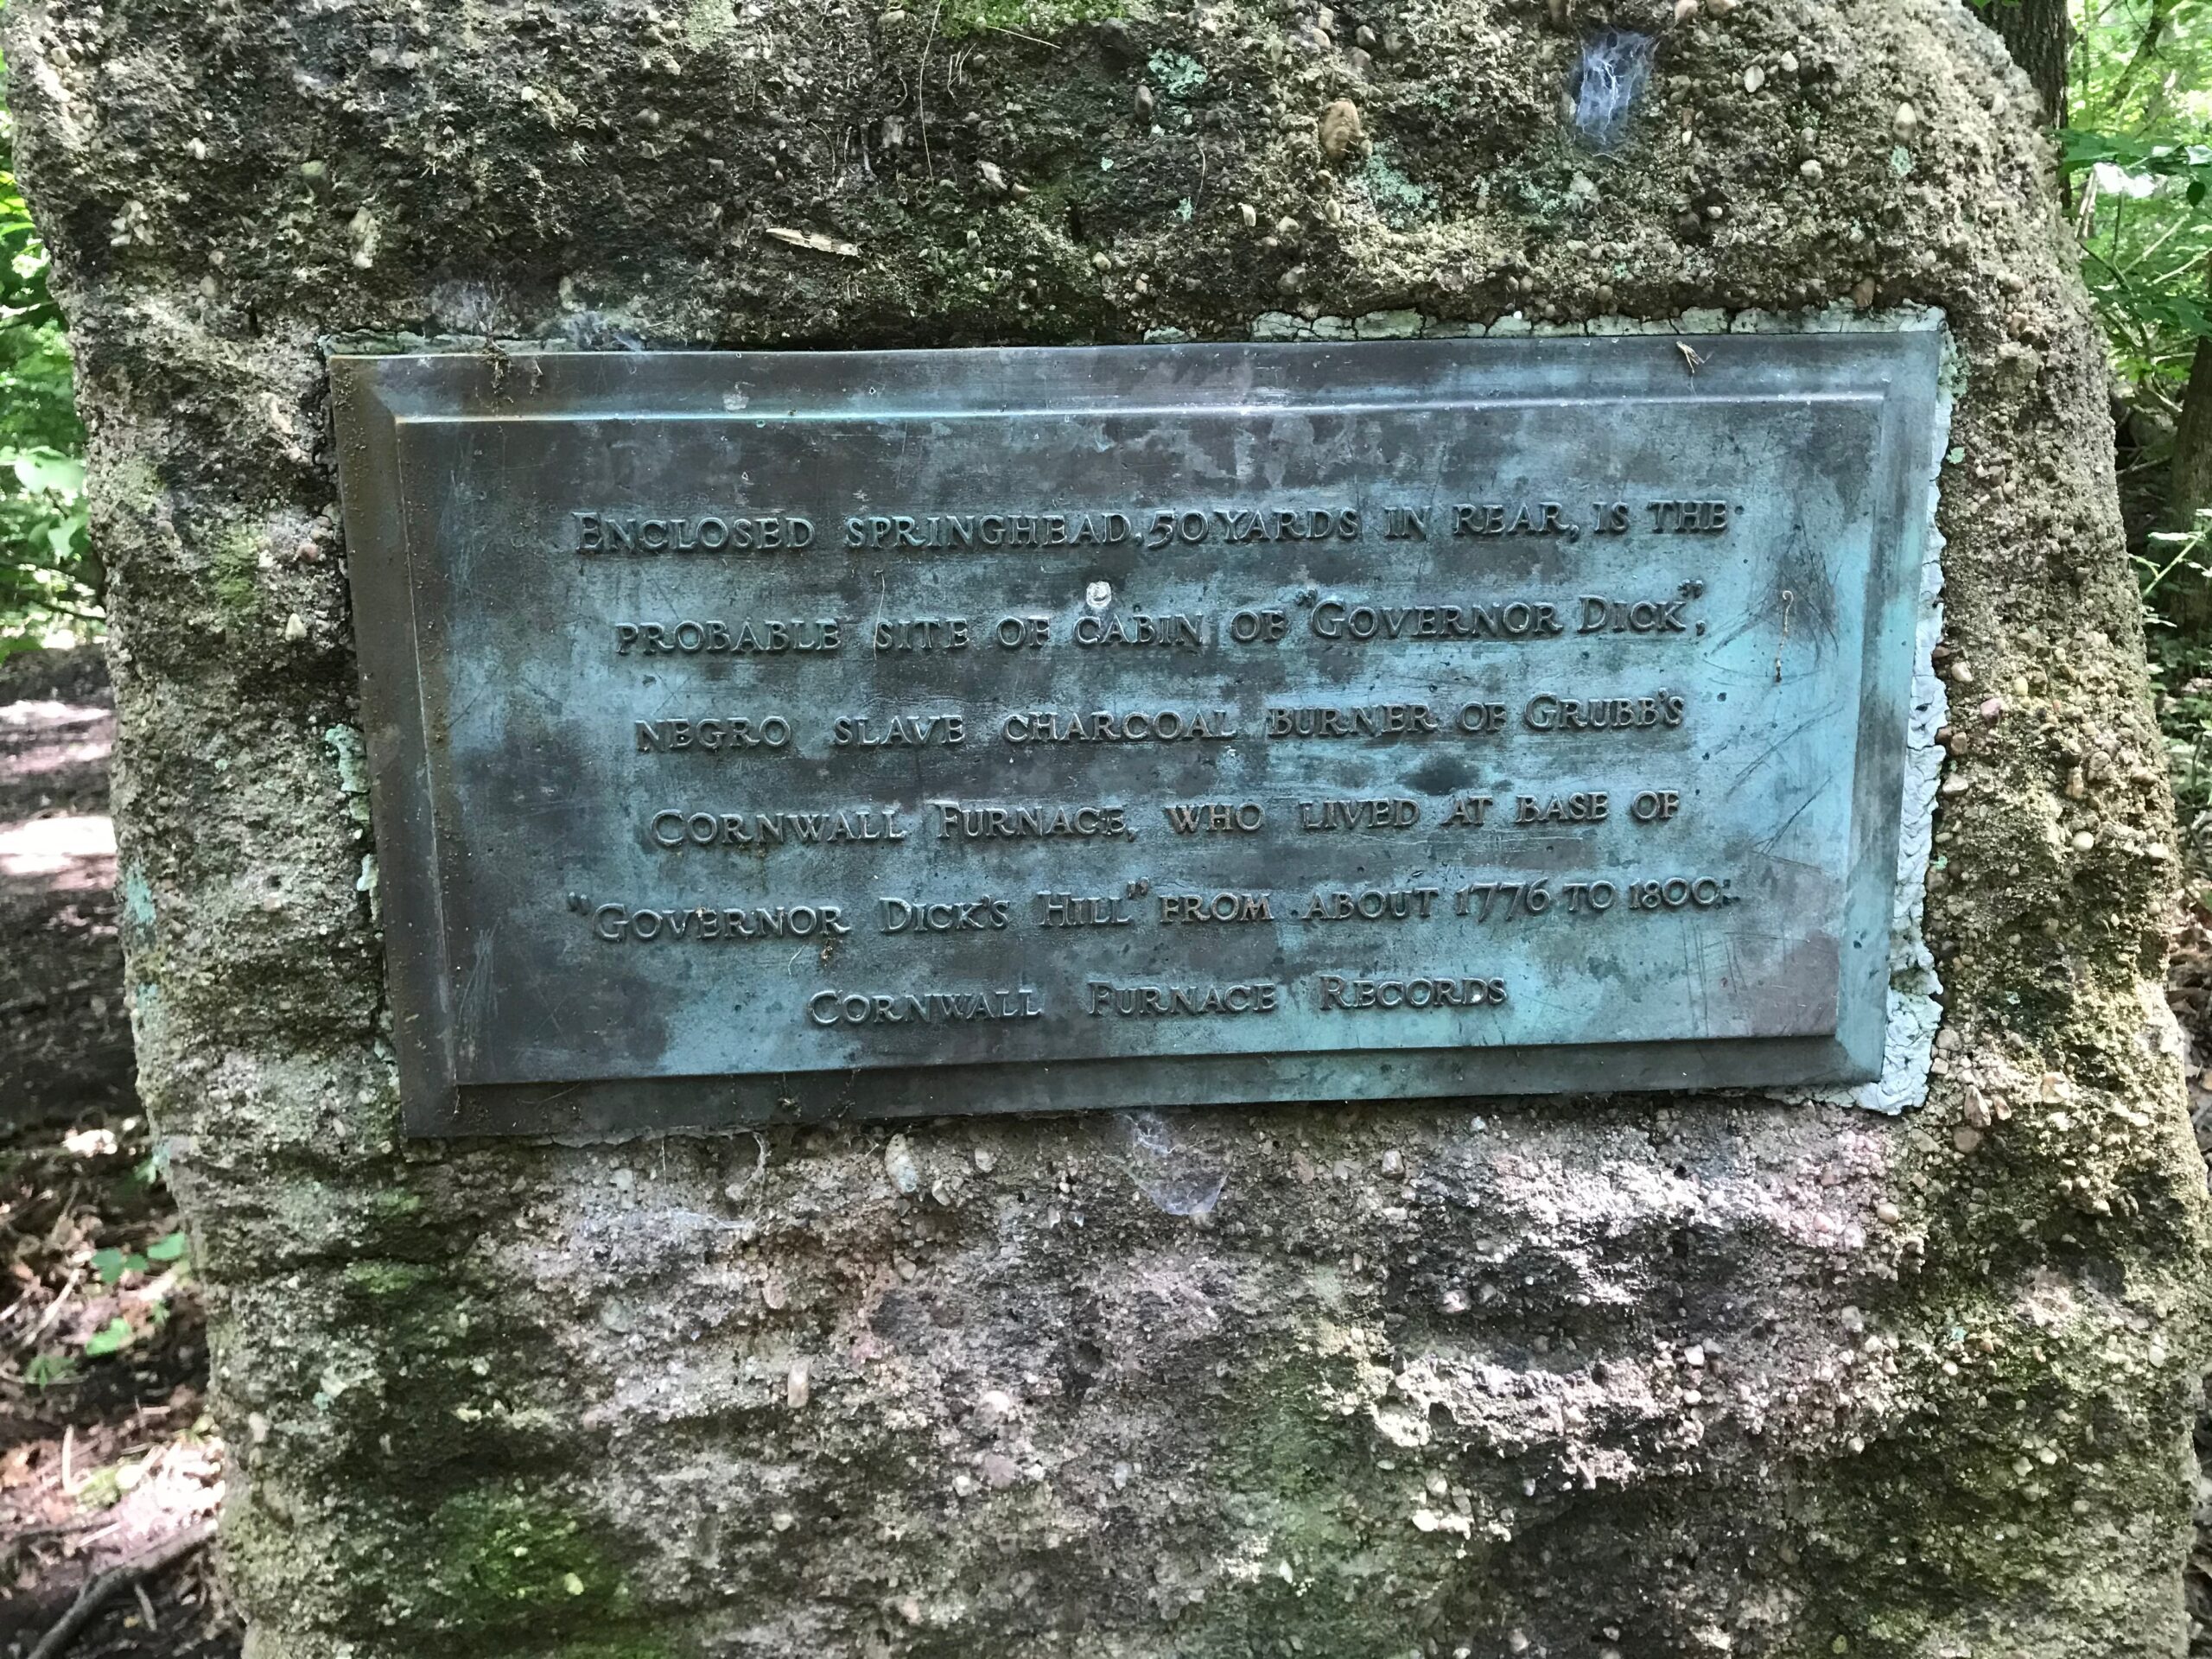 ENCLOSED SPRINGHEAD, 50 YARDS IN REAR, IS THE
PROBABLE SITE OF CABIN OF "GOVERNOR DICK",
NEGRO SLAVE CHARCOAL BURNER OF GRUBB'S
CORNWALL FURNACE, WHO LIVED AT BASE OF
"GOVERNOR DICK'S HILL" FROM ABOUT 1776 TO 1800:
CORNWALL FURNACE RECORDS